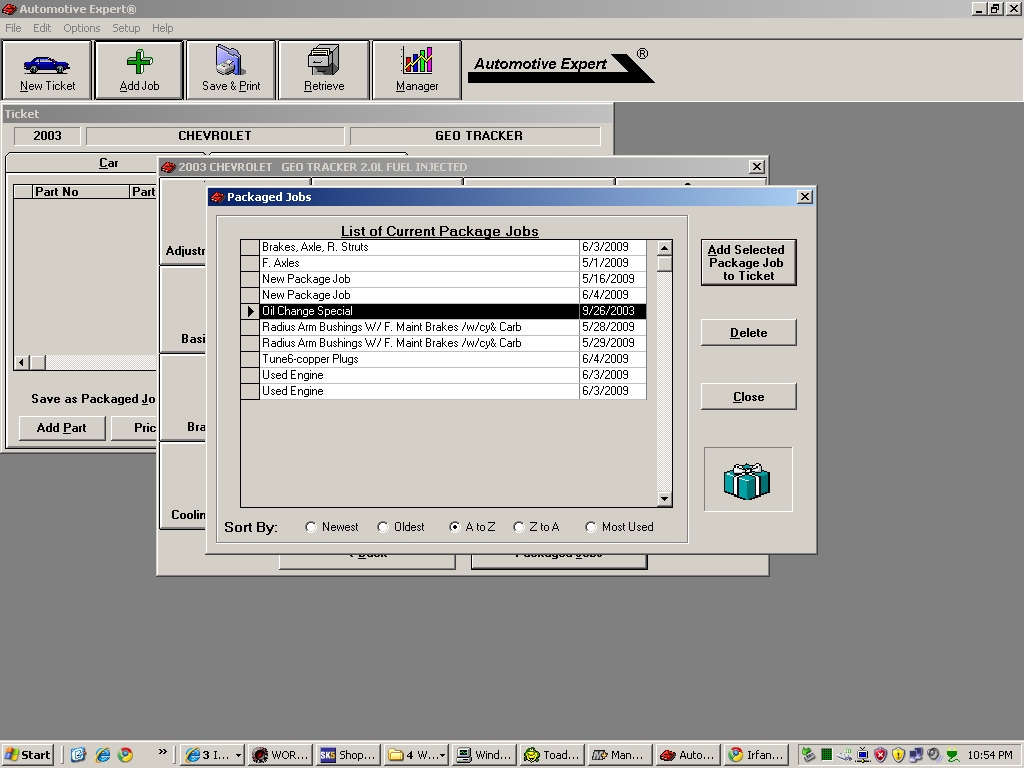 Automotive Expert®
File Edit Options Setup Help
New Ticket Add Job Save & Print Retrieve Manager Automotive Expert ®
Ticket
2003 CHEVROLET GEO TRACKER
Car
2003 CHEVROLET GEO TRACKER 2.0L FUEL INJECTED
Part No Part
Packaged Jobs
List of Current Package Jobs
Brakes, Axle, R. Struts 6/3/2009
F. Axles 5/1/2009
New Package Job 5/16/2009
New Package Job 6/4/2009
Oil Change Special 9/26/2003
Radius Arm Bushings W/ F. Maint Brakes /w/cy& Carb 5/28/2009
Radius Arm Bushings W/ F. Maint Brakes /w/cy& Carb 5/29/2009
Tune6-copper Plugs 6/4/2009
Used Engine 6/3/2009
Used Engine 6/3/2009
Add Selected
Package Job
to Ticket
Delete
Close
Sort By: Newest Oldest A to Z Z to A Most Used
Adjustr
Basi
Bra
Coolin
Save as Packaged Jo
Add Part Pric
Packaged Jobs
Start » 3 I... WOR... SKS Shop... 4 W... Wind... Toad... Man... Auto... Irfan... 10:54 PM